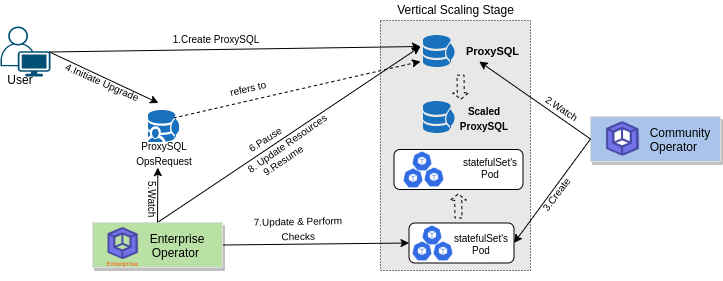 Vertical Scaling Stage
1.Create ProxySQL
ProxySQL
User
4.Initiate Upgrade
refers to
2.Watch
Scaled
ProxySQL
ProxySQL
OpsRequest
6.Pause
8. Update Resources
9.Resume
Community
Operator
statefulSet's
Pod
5.Watch
3.Create
Enterprise
Operator
Enterprise
7.Update & Perform
Checks
statefulSet's
Pod